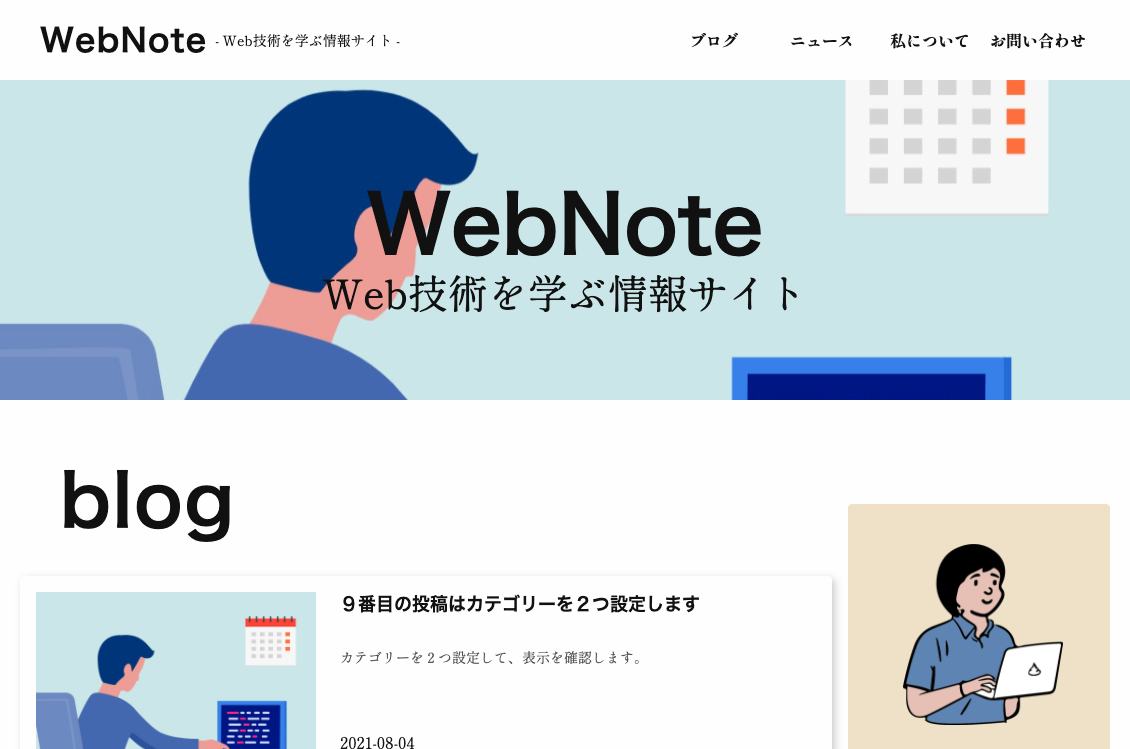 WebNote - Web技術を学ぶ情報サイト -
ブログ ニュース 私について お問い合わせ
WebNote
Web技術を学ぶ情報サイト
blog
９番目の投稿はカテゴリーを２つ設定します
カテゴリーを２つ設定して、表示を確認します。
2021-08-04